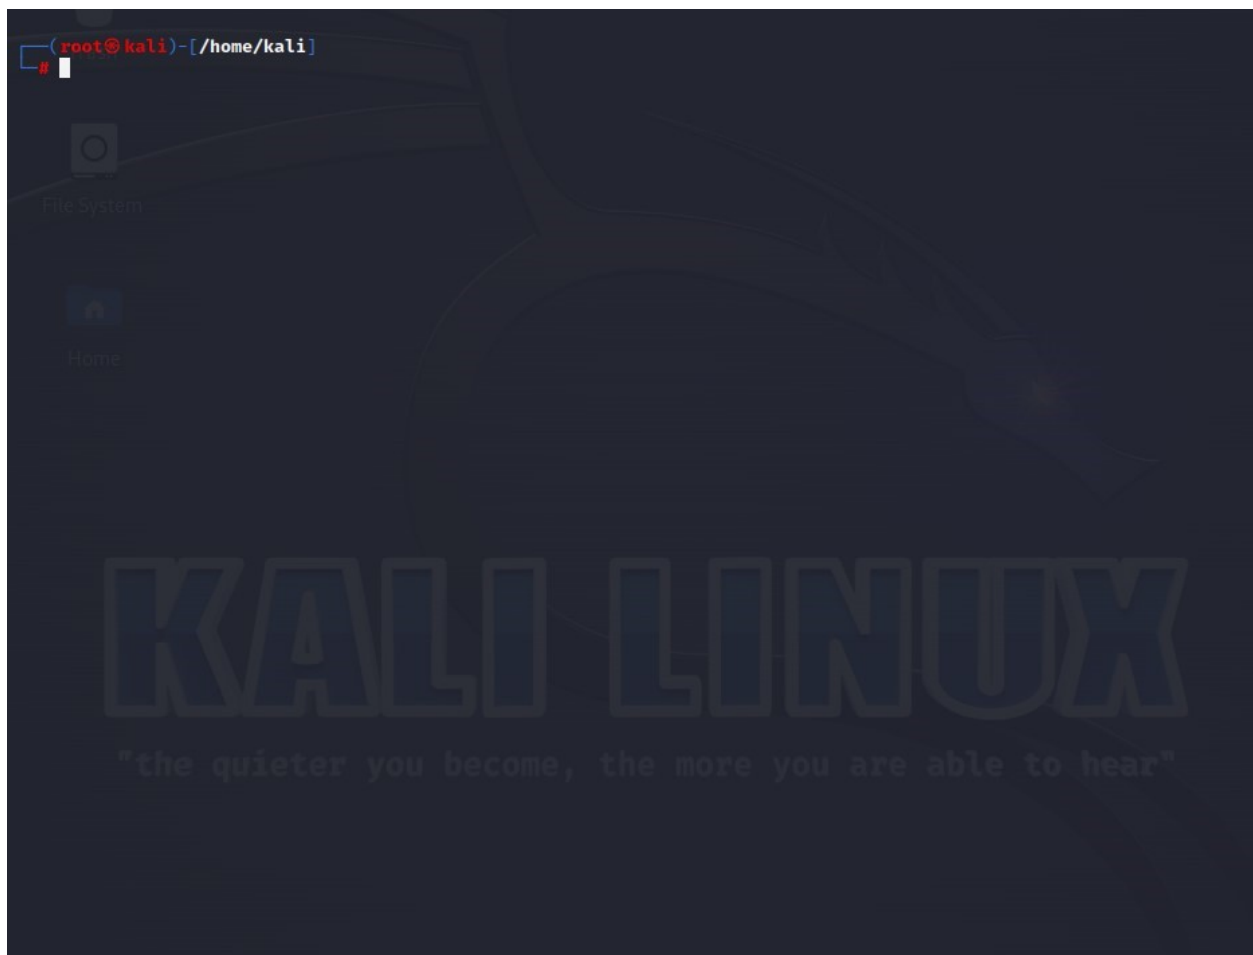 ┌──(root㉿kali)-[/home/kali]
└─#
Trash
File System
Home
KALI LINUX
"the quieter you become, the more you are able to hear"